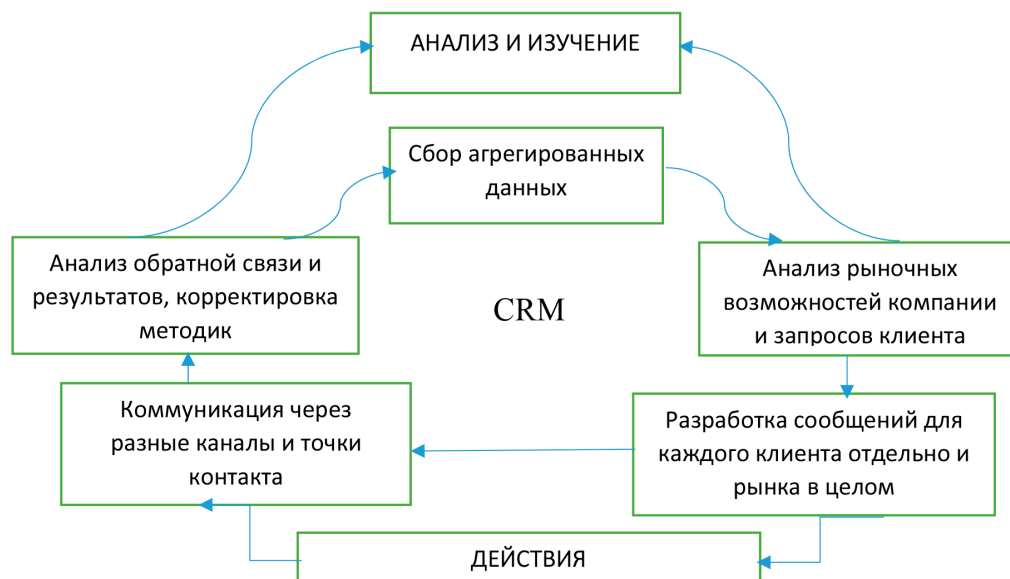 АНАЛИЗ И ИЗУЧЕНИЕ
Сбор агрегированных
данных
Анализ обратной связи и
результатов, корректировка
методик
CRM
Анализ рыночных
возможностей компании
и запросов клиента
Коммуникация через
разные каналы и точки
контакта
Разработка сообщений для
каждого клиента отдельно и
рынка в целом
ДЕЙСТВИЯ